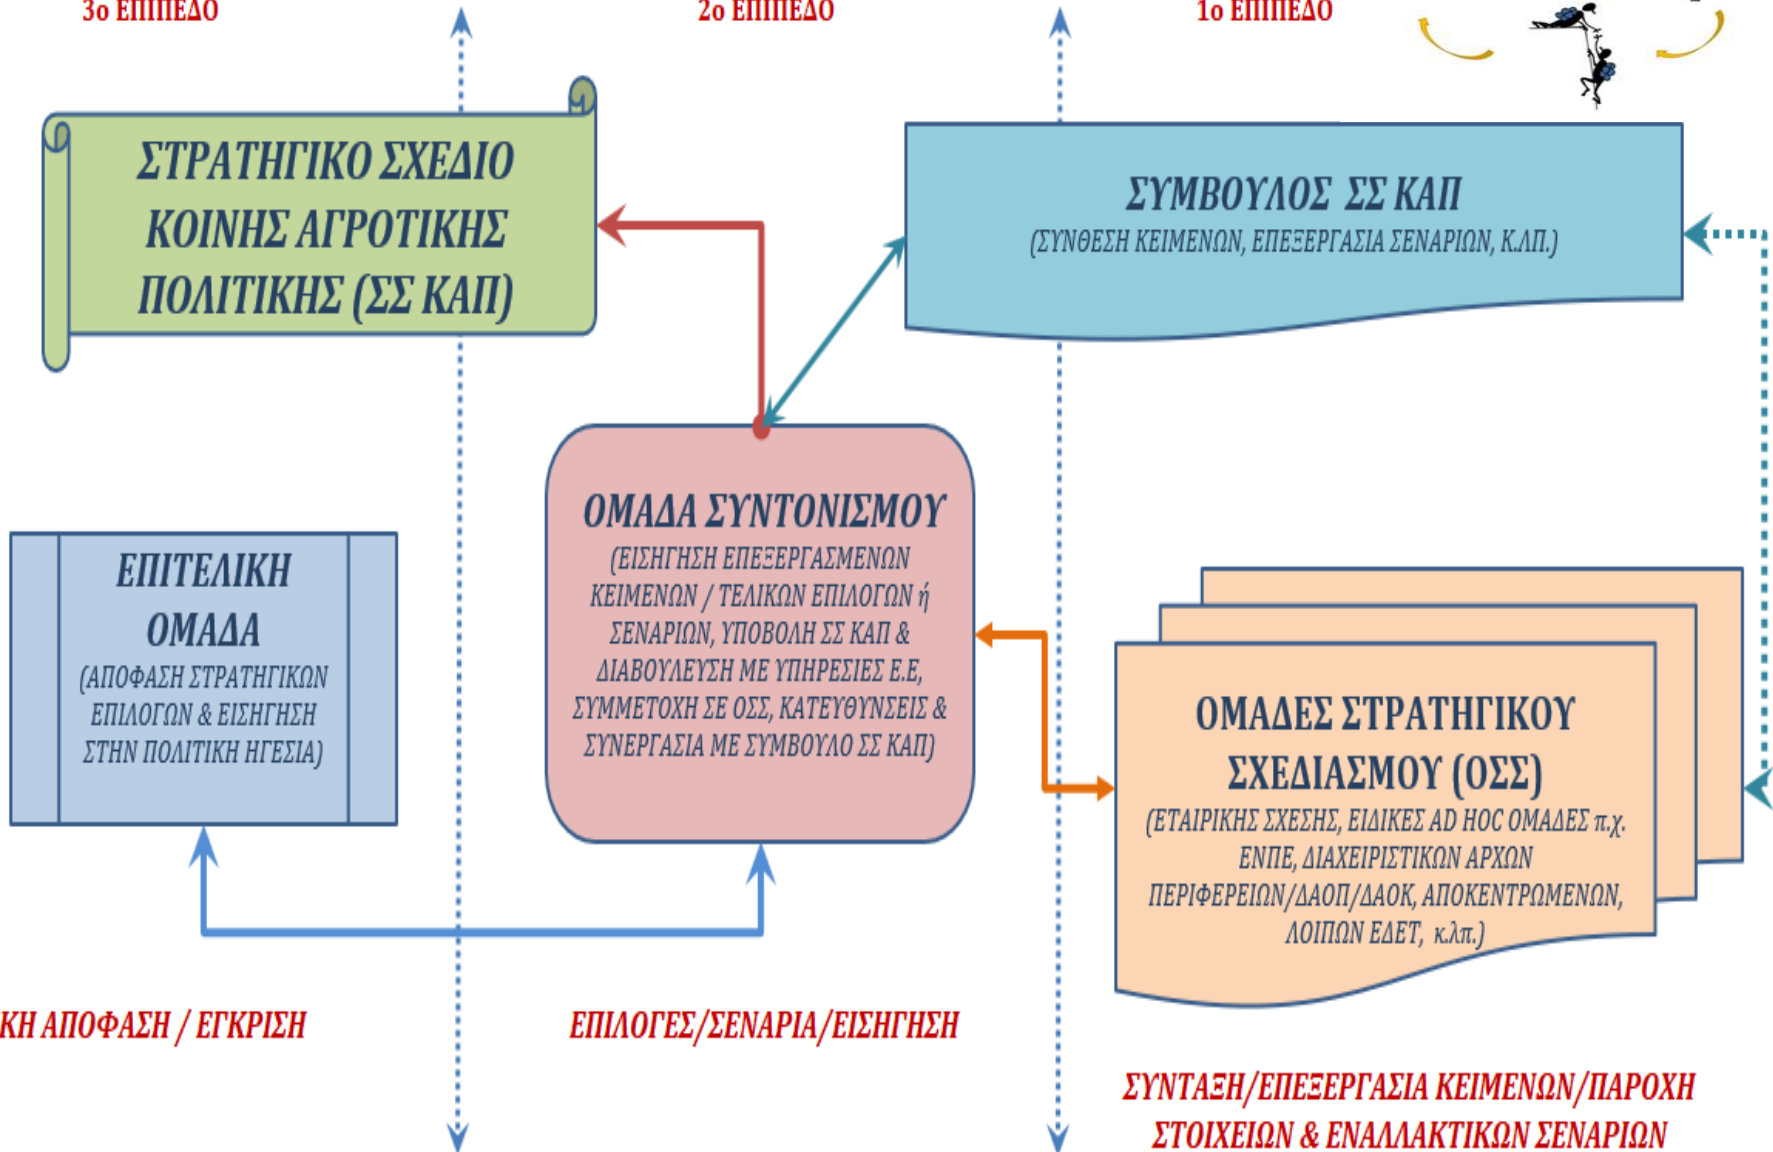 3ο ΕΠΙΠΕΔΟ
2ο ΕΠΙΠΕΔΟ
1ο ΕΠΙΠΕΔΟ
ΣΤΡΑΤΗΓΙΚΟ ΣΧΕΔΙΟ
ΚΟΙΝΗΣ ΑΓΡΟΤΙΚΗΣ
ΠΟΛΙΤΙΚΗΣ (ΣΣ ΚΑΠ)
ΣΥΜΒΟΥΛΟΣ ΣΣ ΚΑΠ
(ΣΥΝΘΕΣΗ ΚΕΙΜΕΝΩΝ, ΕΠΕΞΕΡΓΑΣΙΑ ΣΕΝΑΡΙΩΝ, Κ.ΛΠ.)
ΕΠΙΤΕΛΙΚΗ
ΟΜΑΔΑ
(ΑΠΟΦΑΣΗ ΣΤΡΑΤΗΓΙΚΩΝ
ΕΠΙΛΟΓΩΝ & ΕΙΣΗΓΗΣΗ
ΣΤΗΝ ΠΟΛΙΤΙΚΗ ΗΓΕΣΙΑ)
ΟΜΑΔΑ ΣΥΝΤΟΝΙΣΜΟΥ
(ΕΙΣΗΓΗΣΗ ΕΠΕΞΕΡΓΑΣΜΕΝΩΝ
ΚΕΙΜΕΝΩΝ / ΤΕΛΙΚΩΝ ΕΠΙΛΟΓΩΝ ή
ΣΕΝΑΡΙΩΝ, ΥΠΟΒΟΛΗ ΣΣ ΚΑΠ &
ΔΙΑΒΟΥΛΕΥΣΗ ΜΕ ΥΠΗΡΕΣΙΕΣ Ε.Ε,
ΣΥΜΜΕΤΟΧΗ ΣΕ ΟΣΣ, ΚΑΤΕΥΘΥΝΣΕΙΣ &
ΣΥΝΕΡΓΑΣΙΑ ΜΕ ΣΥΜΒΟΥΛΟ ΣΣ ΚΑΠ)
ΟΜΑΔΕΣ ΣΤΡΑΤΗΓΙΚΟΥ
ΣΧΕΔΙΑΣΜΟΥ (ΟΣΣ)
(ΕΤΑΙΡΙΚΗΣ ΣΧΕΣΗΣ, ΕΙΔΙΚΕΣ AD HOC ΟΜΑΔΕΣ π.χ.
ΕΝΠΕ, ΔΙΑΧΕΙΡΙΣΤΙΚΩΝ ΑΡΧΩΝ
ΠΕΡΙΦΕΡΕΙΩΝ/ΔΑΟΠ/ΔΑΟΚ, ΑΠΟΚΕΝΤΡΩΜΕΝΩΝ,
ΛΟΙΠΩΝ ΕΔΕΤ, κ.λπ.)
ΚΗ ΑΠΟΦΑΣΗ / ΕΓΚΡΙΣΗ
ΕΠΙΛΟΓΕΣ/ΣΕΝΑΡΙΑ/ΕΙΣΗΓΗΣΗ
ΣΥΝΤΑΞΗ/ΕΠΕΞΕΡΓΑΣΙΑ ΚΕΙΜΕΝΩΝ/ΠΑΡΟΧΗ
ΣΤΟΙΧΕΙΩΝ & ΕΝΑΛΛΑΚΤΙΚΩΝ ΣΕΝΑΡΙΩΝ